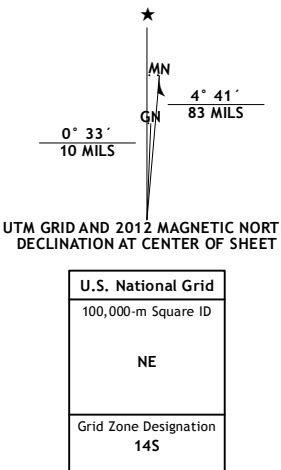 ★
MN
GN
4° 41´
83 MILS
0° 33´
10 MILS
UTM GRID AND 2012 MAGNETIC NORT
DECLINATION AT CENTER OF SHEET
U.S. National Grid
100,000-m Square ID
NE
Grid Zone Designation
14S